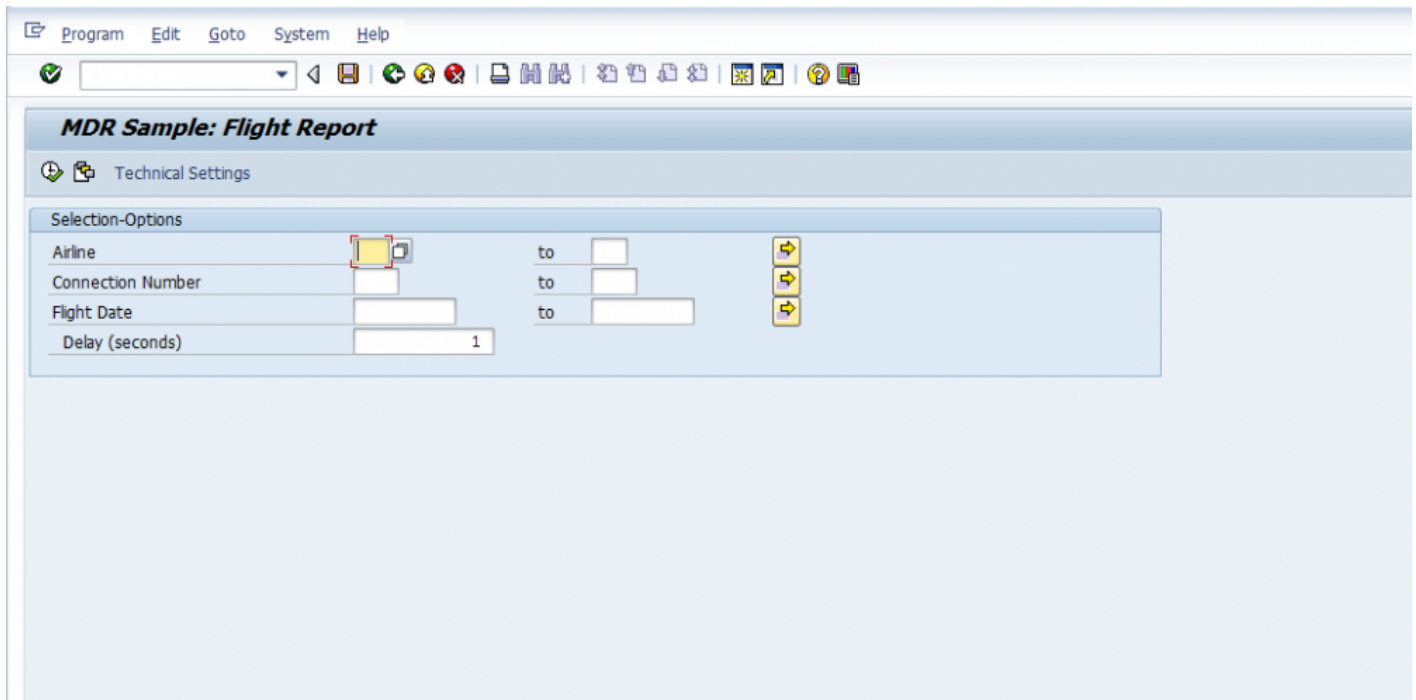 Program Edit Goto System Help
MDR Sample: Flight Report
Technical Settings
Selection-Options
Airline to
Connection Number to
Flight Date to
Delay (seconds) 1